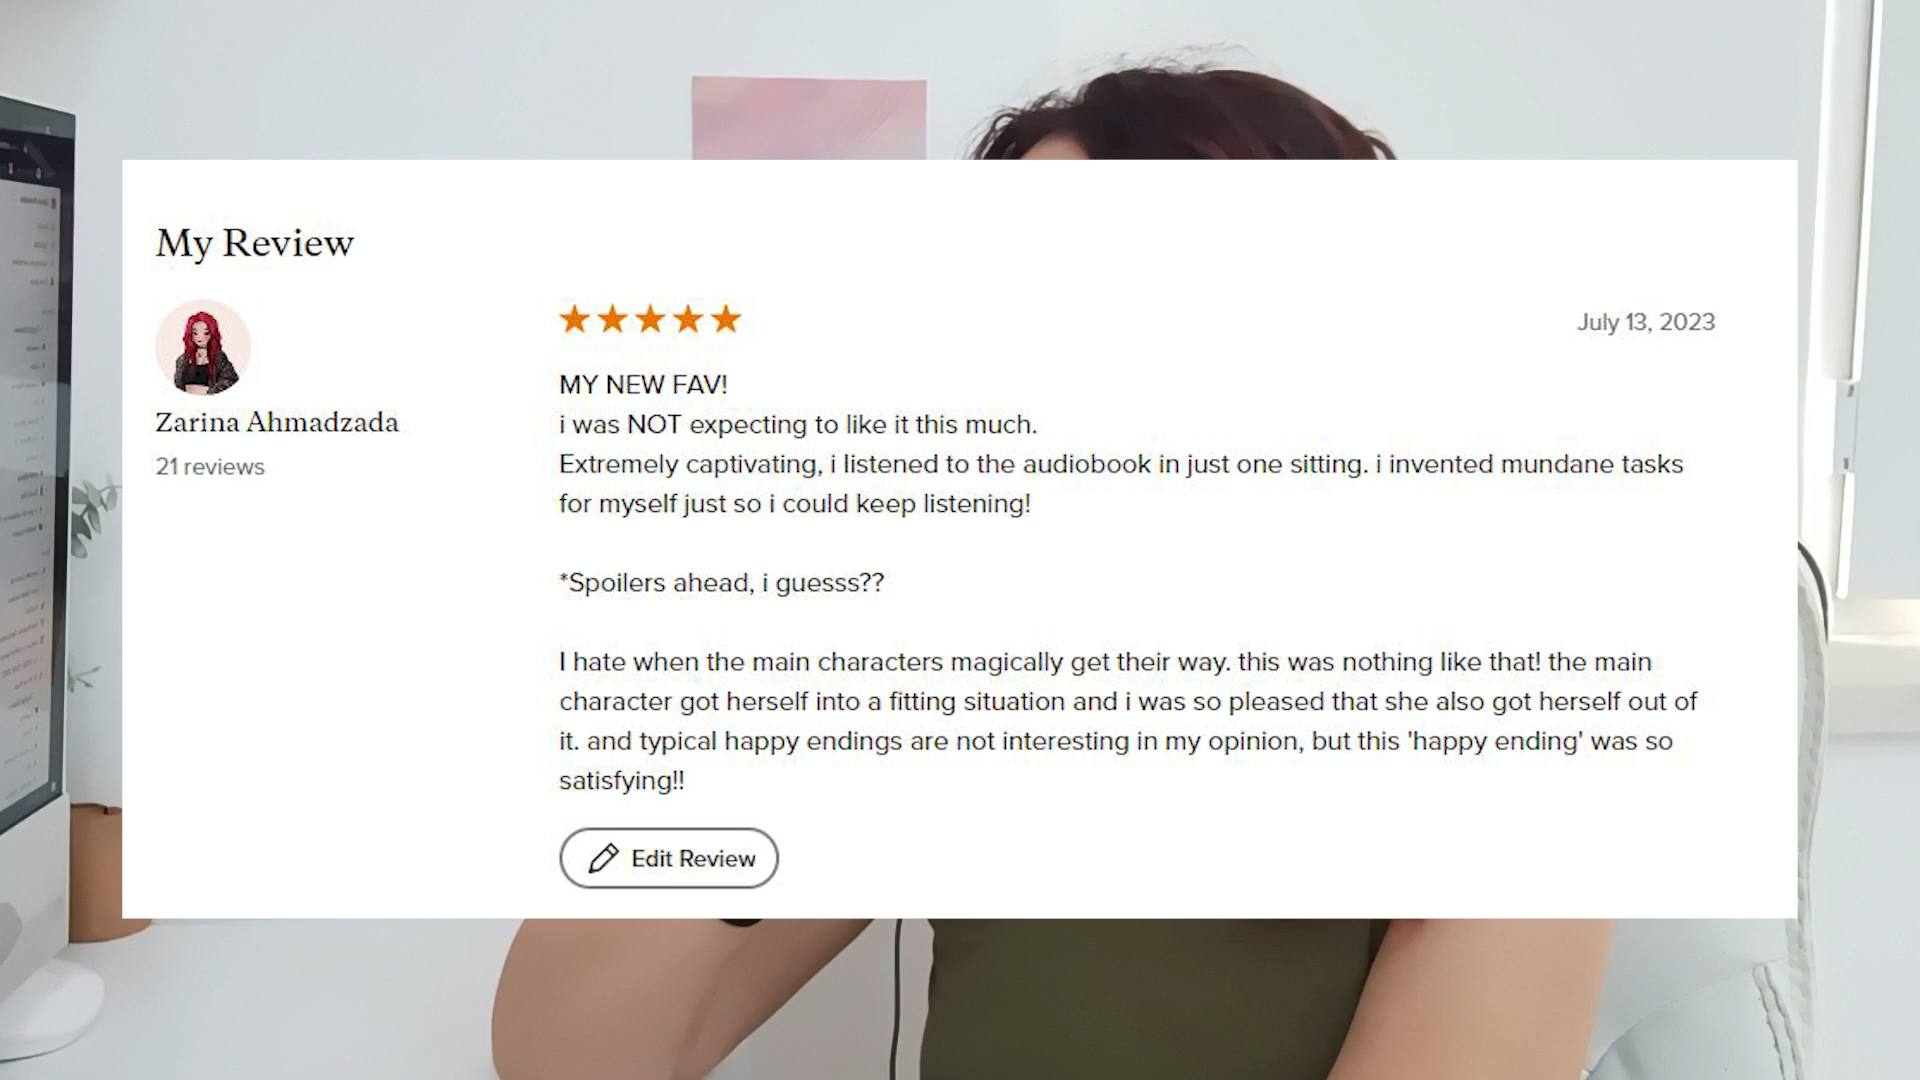 My Review
Zarina Ahmadzada
21 reviews
July 13, 2023
MY NEW FAV!
i was NOT expecting to like it this much.
Extremely captivating, i listened to the audiobook in just one sitting. i invented mundane tasks
for myself just so i could keep listening!
*Spoilers ahead, i guesss??
I hate when the main characters magically get their way. this was nothing like that! the main
character got herself into a fitting situation and i was so pleased that she also got herself out of
it. and typical happy endings are not interesting in my opinion, but this 'happy ending' was so
satisfying!!
Edit Review